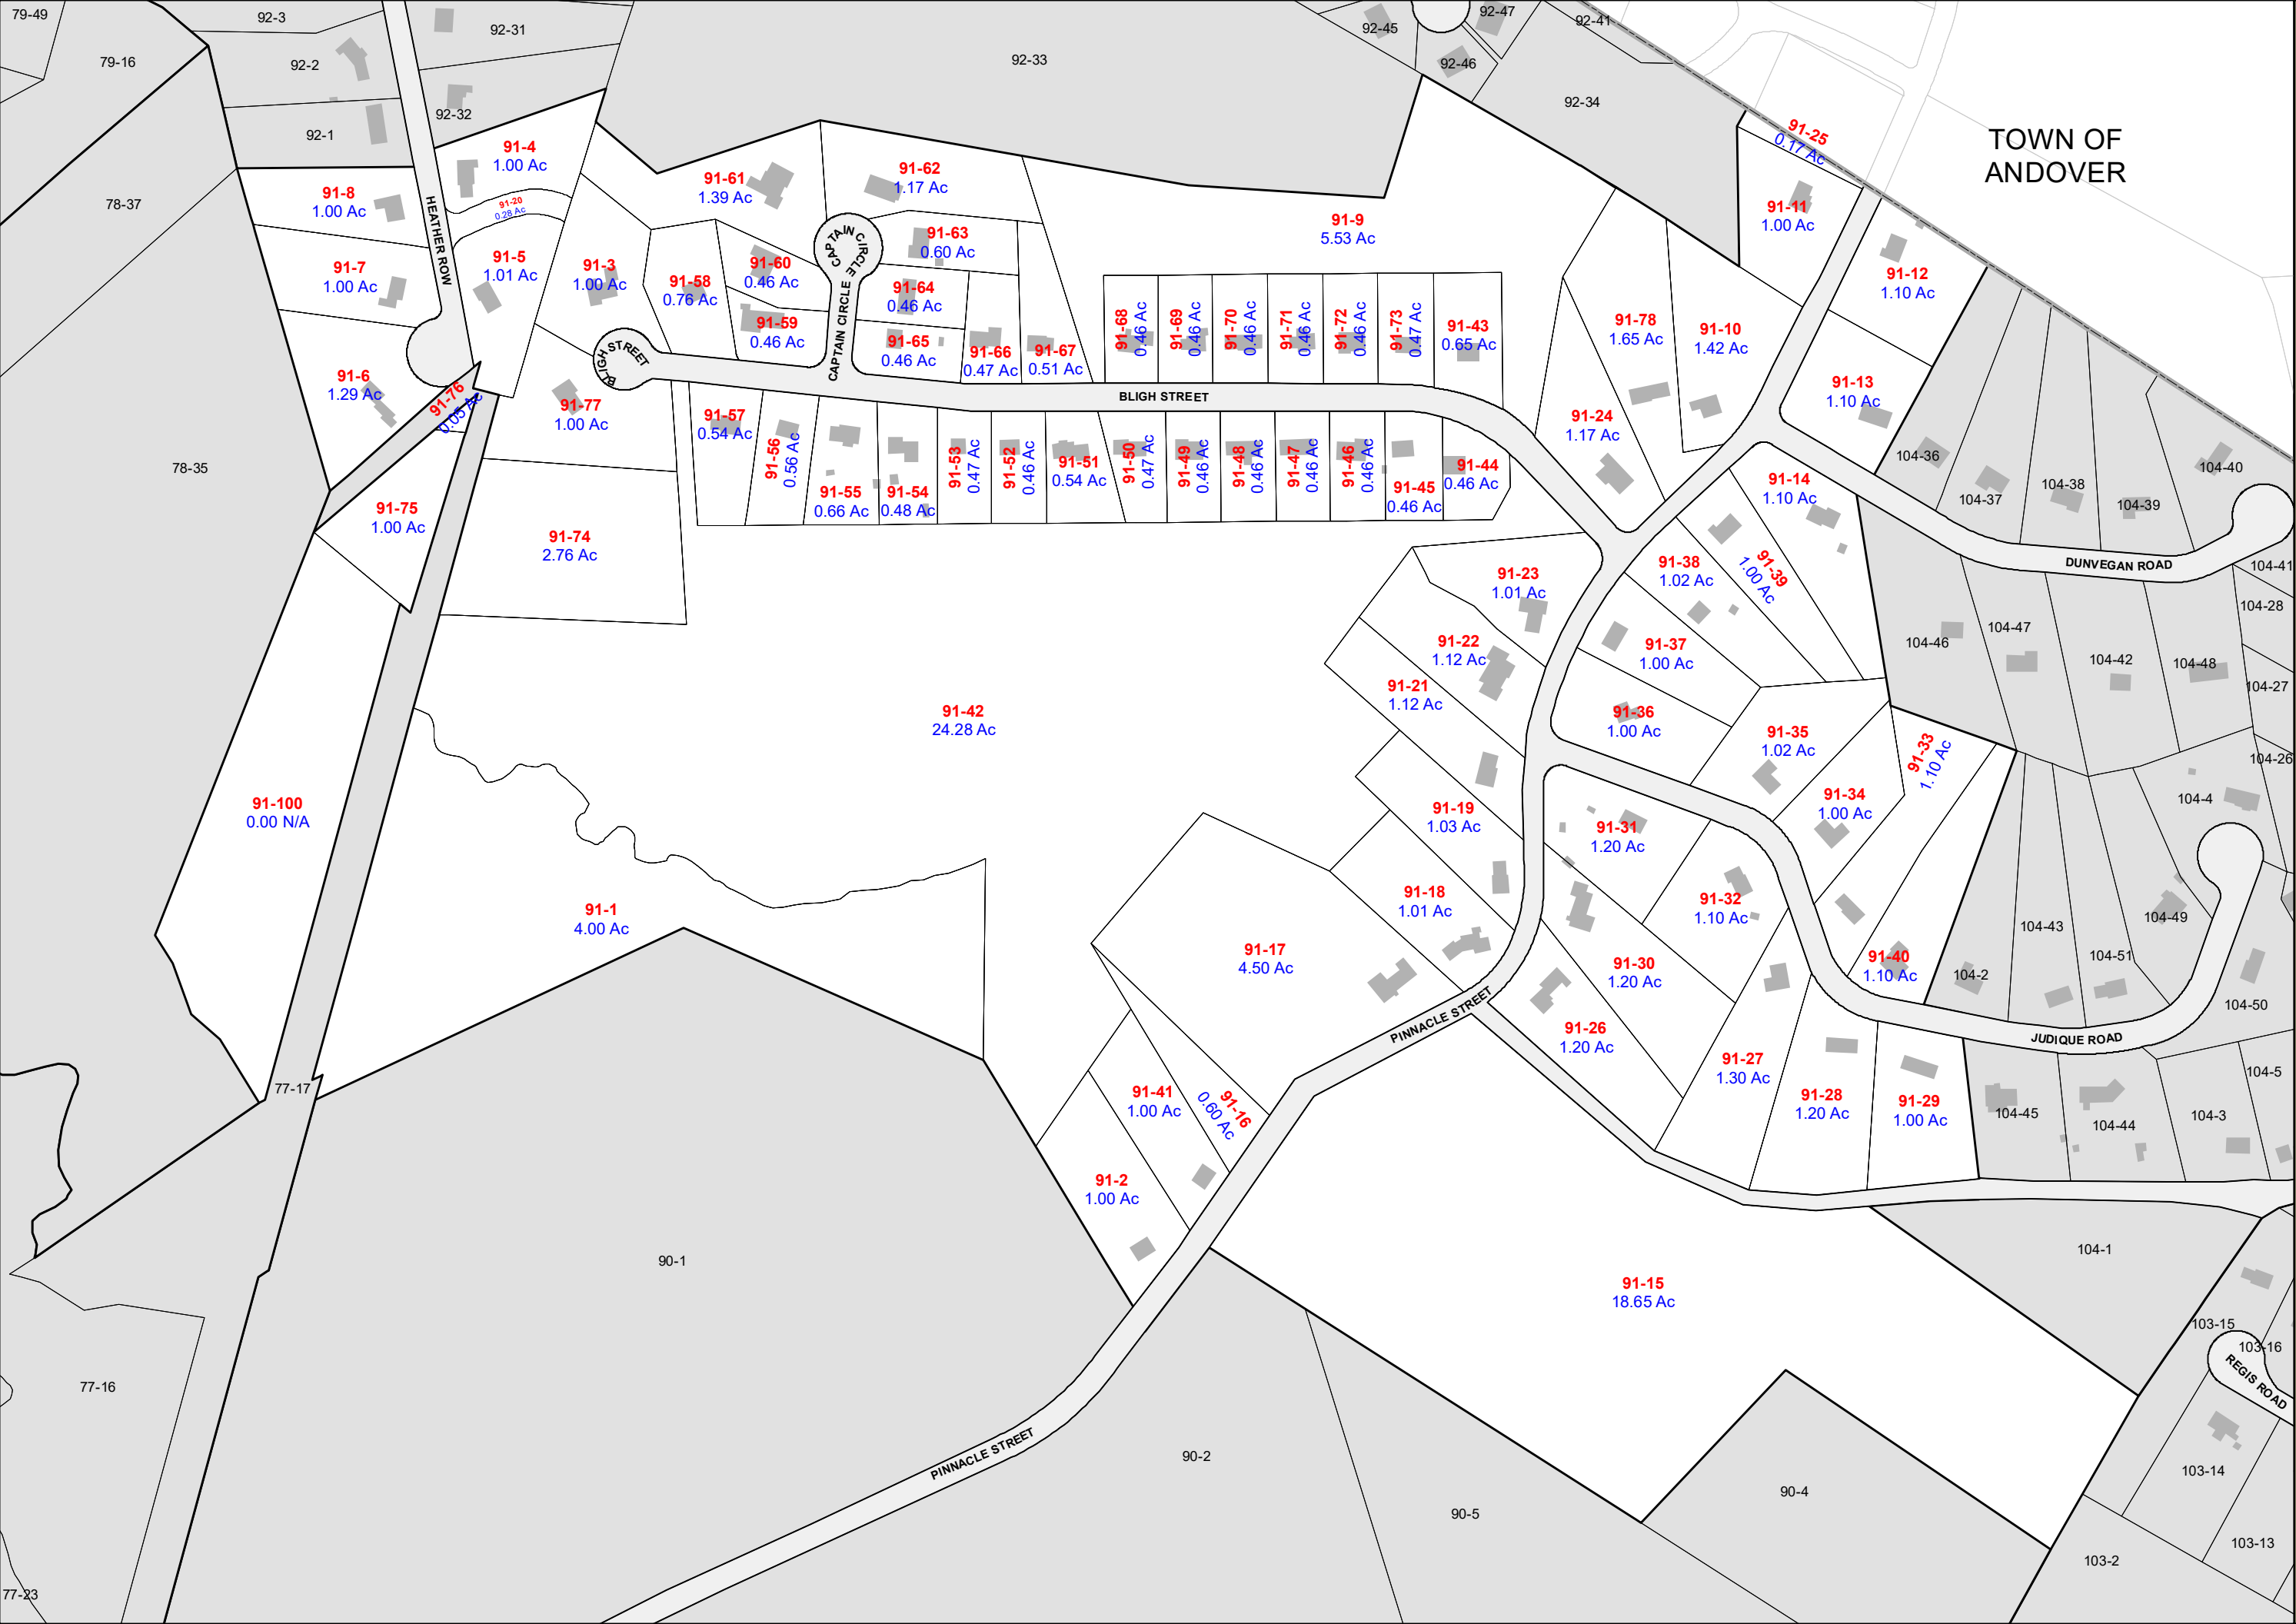 79-49
92-3
92-31
92-33
92-45
92-47
92-41
79-16
92-2
92-46
92-34
92-32
92-1
TOWN OF
ANDOVER
91-25
0.17 Ac
78-37
91-8
1.00 Ac
HEATHER ROW
91-4
1.00 Ac
91-20
0.28 Ac
91-7
1.00 Ac
91-5
1.01 Ac
91-3
1.00 Ac
91-61
1.39 Ac
91-62
1.17 Ac
91-58
0.76 Ac
91-60
0.46 Ac
91-59
0.46 Ac
CAPTAIN CIRCLE
CAPTAIN CIRCLE
91-63
0.60 Ac
91-64
0.46 Ac
91-65
0.46 Ac
91-66
0.47 Ac
91-67
0.51 Ac
91-9
5.53 Ac
91-68
0.46 Ac
91-69
0.46 Ac
91-70
0.46 Ac
91-71
0.46 Ac
91-72
0.46 Ac
91-73
0.47 Ac
91-43
0.65 Ac
91-78
1.65 Ac
91-10
1.42 Ac
91-11
1.00 Ac
91-12
1.10 Ac
91-13
1.10 Ac
91-24
1.17 Ac
91-6
1.29 Ac
91-76
0.05 Ac
BLIGH STREET
91-77
1.00 Ac
BLIGH STREET
91-57
0.54 Ac
91-56
0.56 Ac
91-55
0.66 Ac
91-54
0.48 Ac
91-53
0.47 Ac
91-52
0.46 Ac
91-51
0.54 Ac
91-50
0.47 Ac
91-49
0.46 Ac
91-48
0.46 Ac
91-47
0.46 Ac
91-46
0.46 Ac
91-45
0.46 Ac
91-44
0.46 Ac
78-35
91-75
1.00 Ac
91-74
2.76 Ac
91-14
1.10 Ac
104-36
104-37
104-38
104-39
104-40
DUNVEGAN ROAD
104-41
91-23
1.01 Ac
91-38
1.02 Ac
91-39
1.00 Ac
104-28
104-46
104-47
104-42
104-48
104-27
91-22
1.12 Ac
91-37
1.00 Ac
91-21
1.12 Ac
91-36
1.00 Ac
91-42
24.28 Ac
91-35
1.02 Ac
91-33
1.10 Ac
104-26
91-100
0.00 N/A
91-19
1.03 Ac
91-31
1.20 Ac
91-34
1.00 Ac
104-4
91-1
4.00 Ac
91-18
1.01 Ac
91-32
1.10 Ac
104-43
104-49
91-17
4.50 Ac
91-30
1.20 Ac
91-40
1.10 Ac
104-2
104-51
104-50
PINNACLE STREET
91-26
1.20 Ac
JUDIQUE ROAD
77-17
91-41
1.00 Ac
91-16
0.60 Ac
91-27
1.30 Ac
91-28
1.20 Ac
91-29
1.00 Ac
104-45
104-44
104-3
104-5
91-2
1.00 Ac
90-1
91-15
18.65 Ac
104-1
103-15
103-16
REGIS ROAD
77-16
PINNACLE STREET
90-2
90-5
90-4
103-14
103-13
103-2
77-23